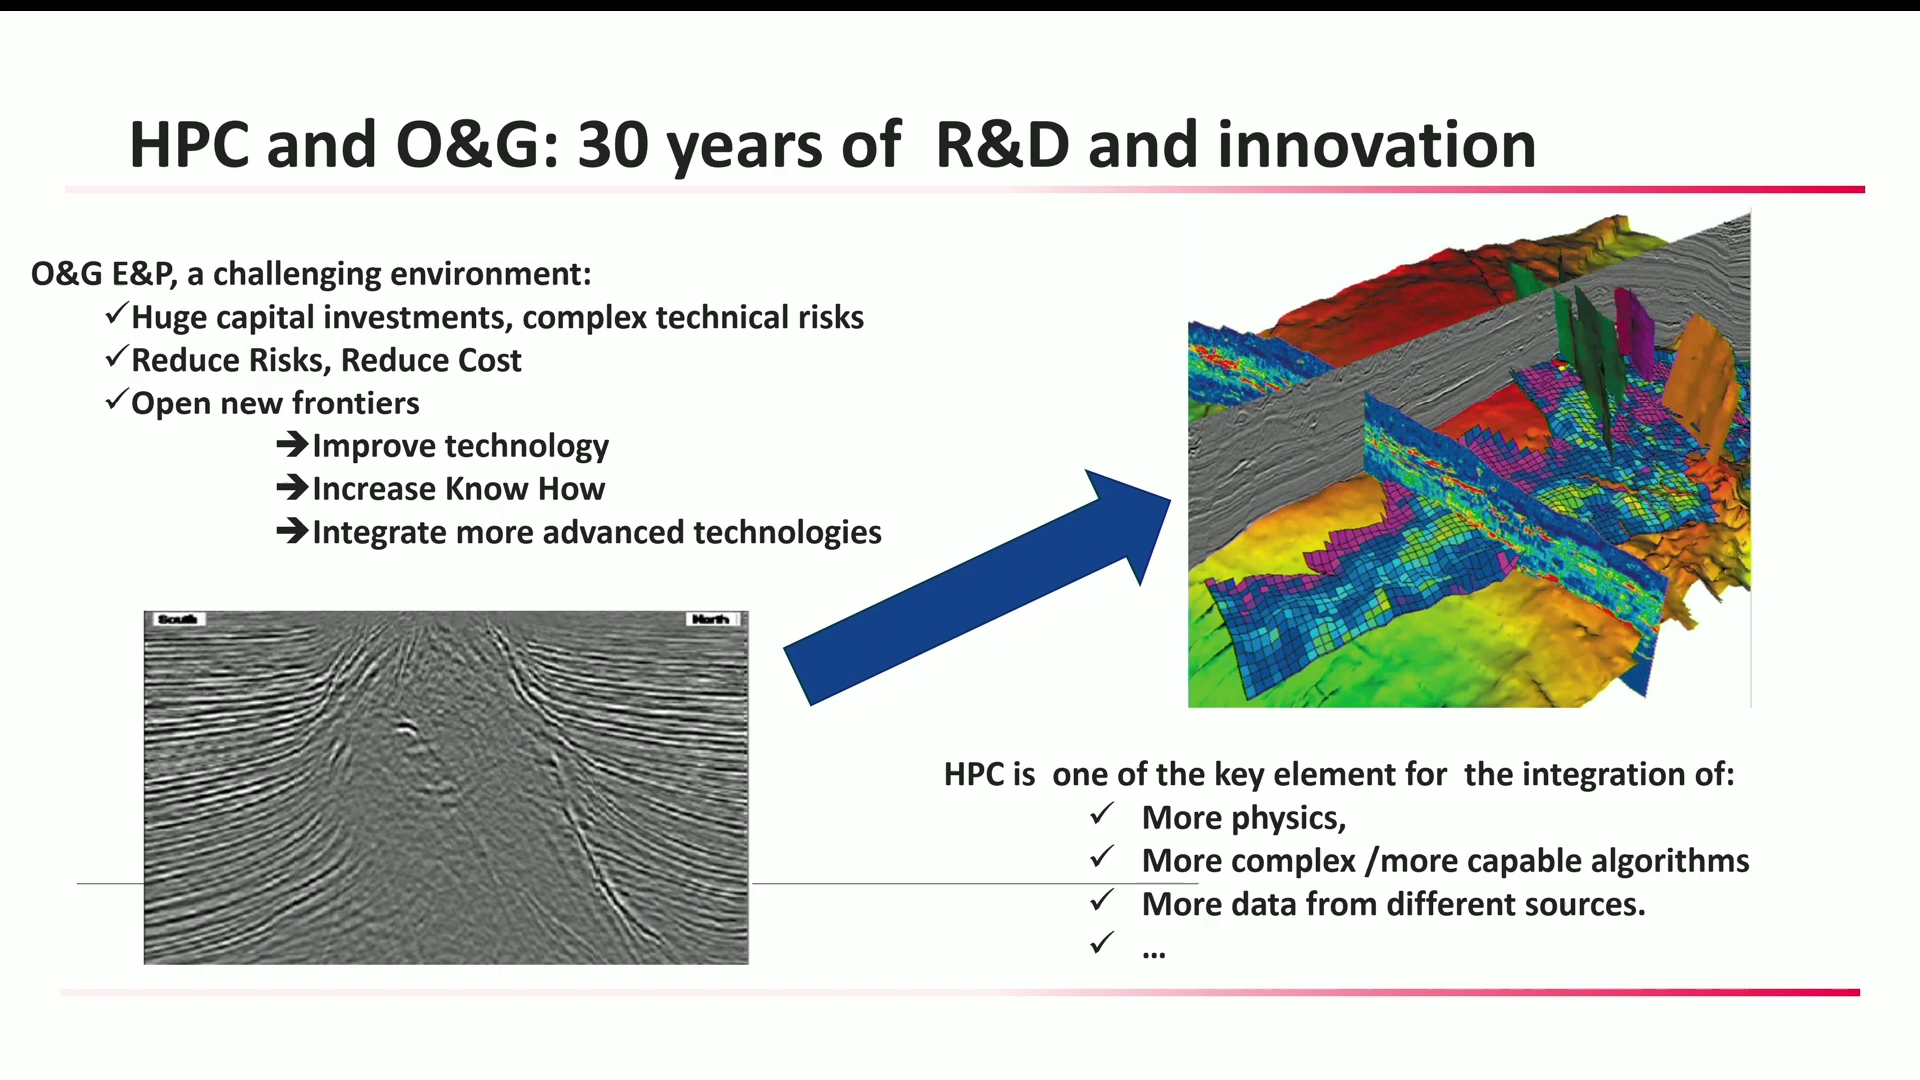 HPC and O&G: 30 years of R&D and innovation
O&G E&P, a challenging environment:
✓Huge capital investments, complex technical risks
✓Reduce Risks, Reduce Cost
✓Open new frontiers
➔Improve technology
➔Increase Know How
➔Integrate more advanced technologies
South
North
HPC is one of the key element for the integration of:
✓ More physics,
✓ More complex /more capable algorithms
✓ More data from different sources.
✓ ...